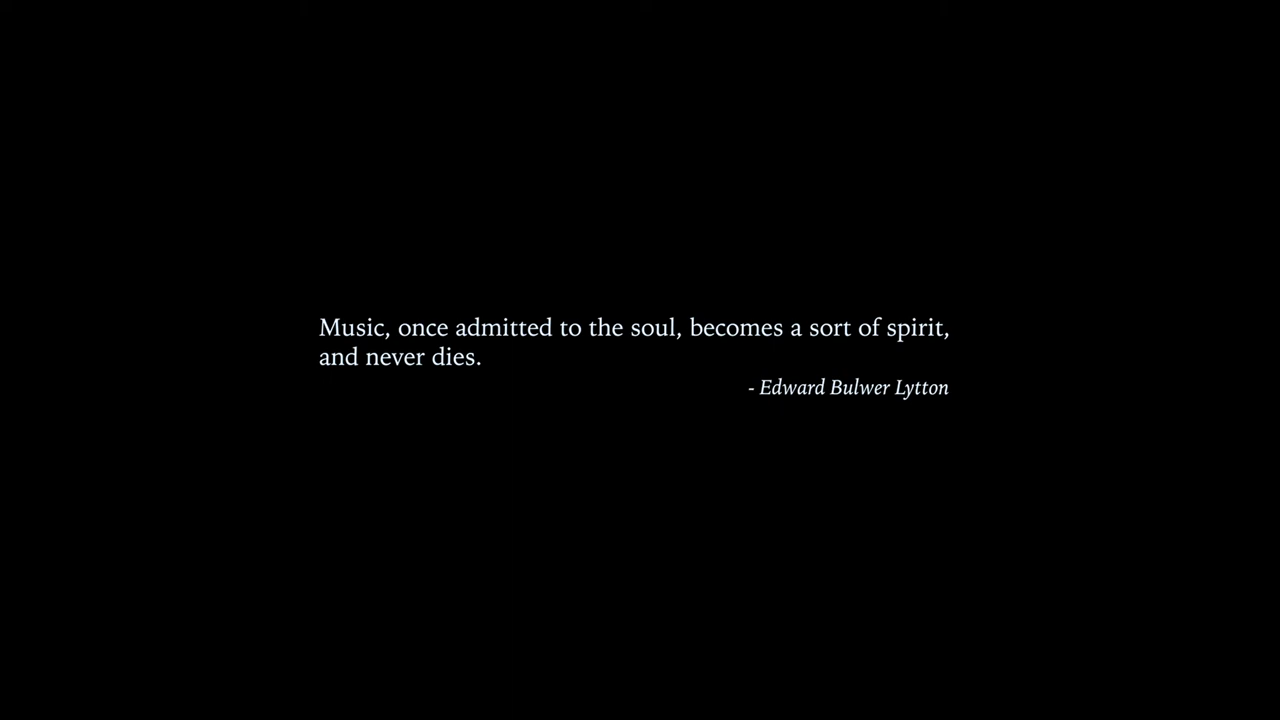 Music, once admitted to the soul, becomes a sort of spirit,
and never dies.
- Edward Bulwer Lytton